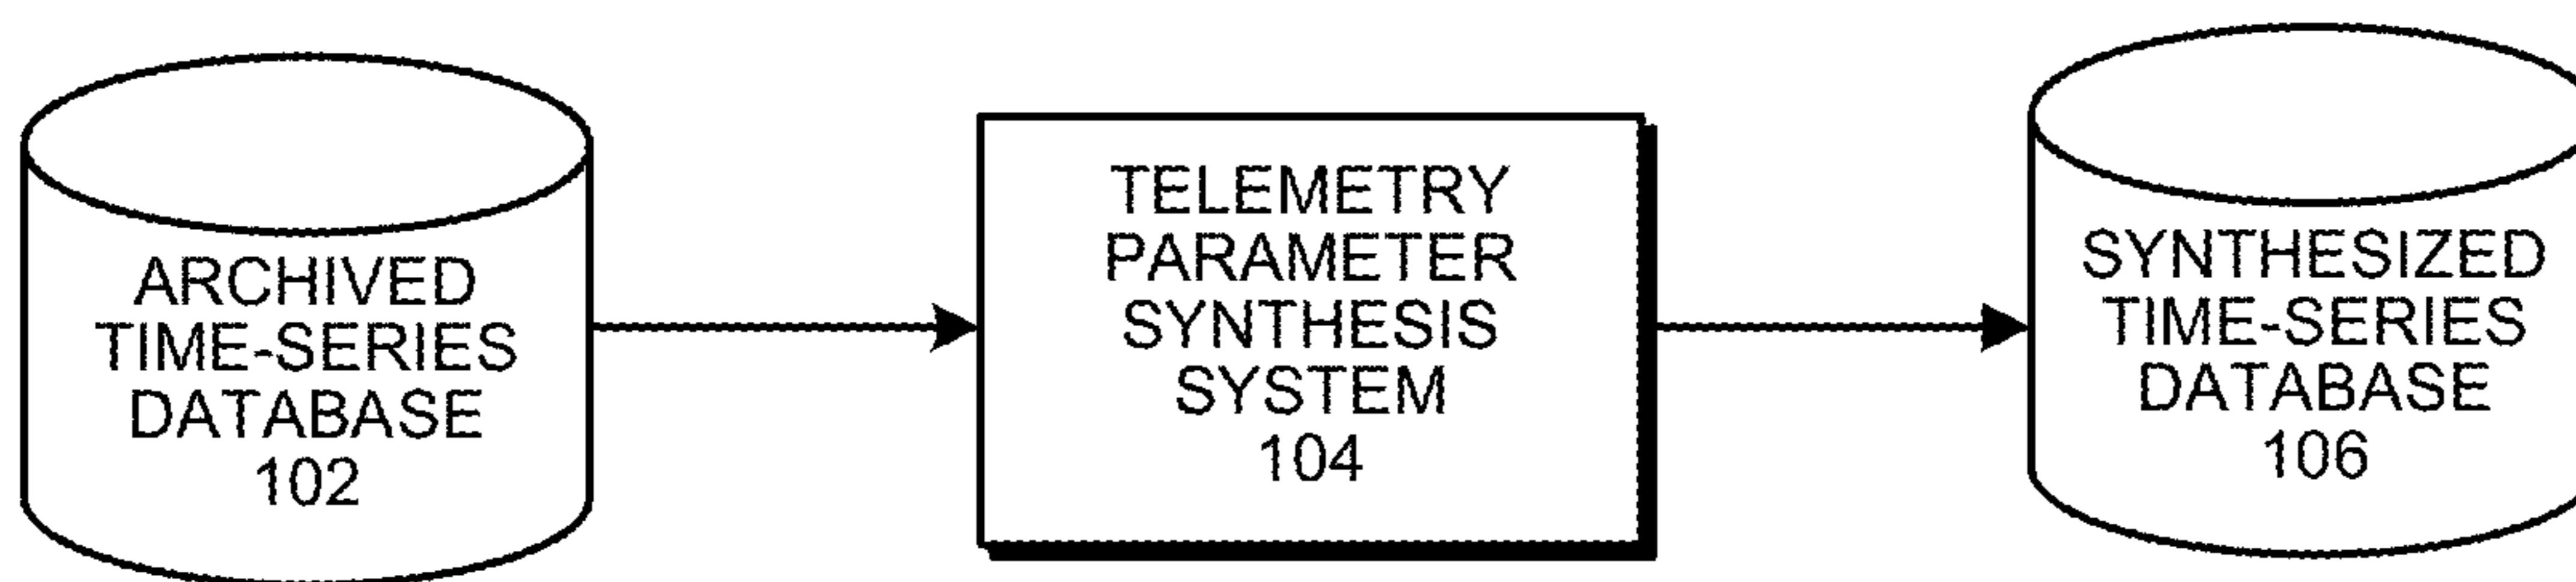 ARCHIVED
TIME-SERIES
DATABASE
102
TELEMETRY
PARAMETER
SYNTHESIS
SYSTEM
104
SYNTHESIZED
TIME-SERIES
DATABASE
106